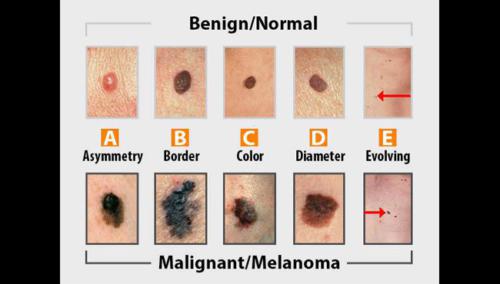 Benign/Normal
A B C D E
Asymmetry Border Color Diameter Evolving
Malignant/Melanoma